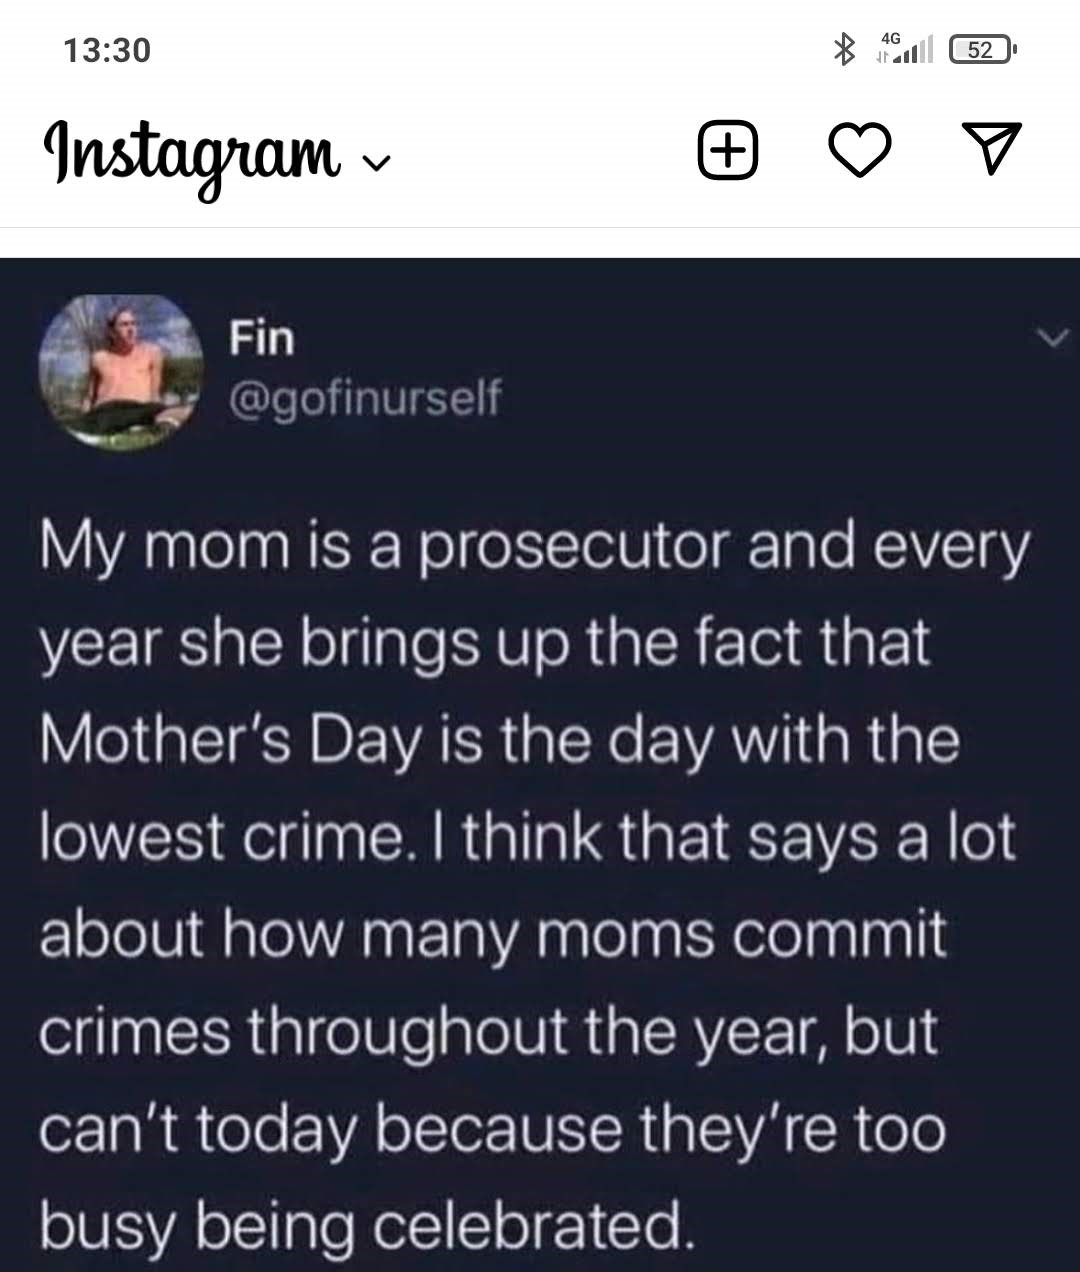 13:30
4G
52
Instagram
Fin
@gofinurself
My mom is a prosecutor and every
year she brings up the fact that
Mother's Day is the day with the
lowest crime. I think that says a lot
about how many moms commit
crimes throughout the year, but
can't today because they're too
busy being celebrated.